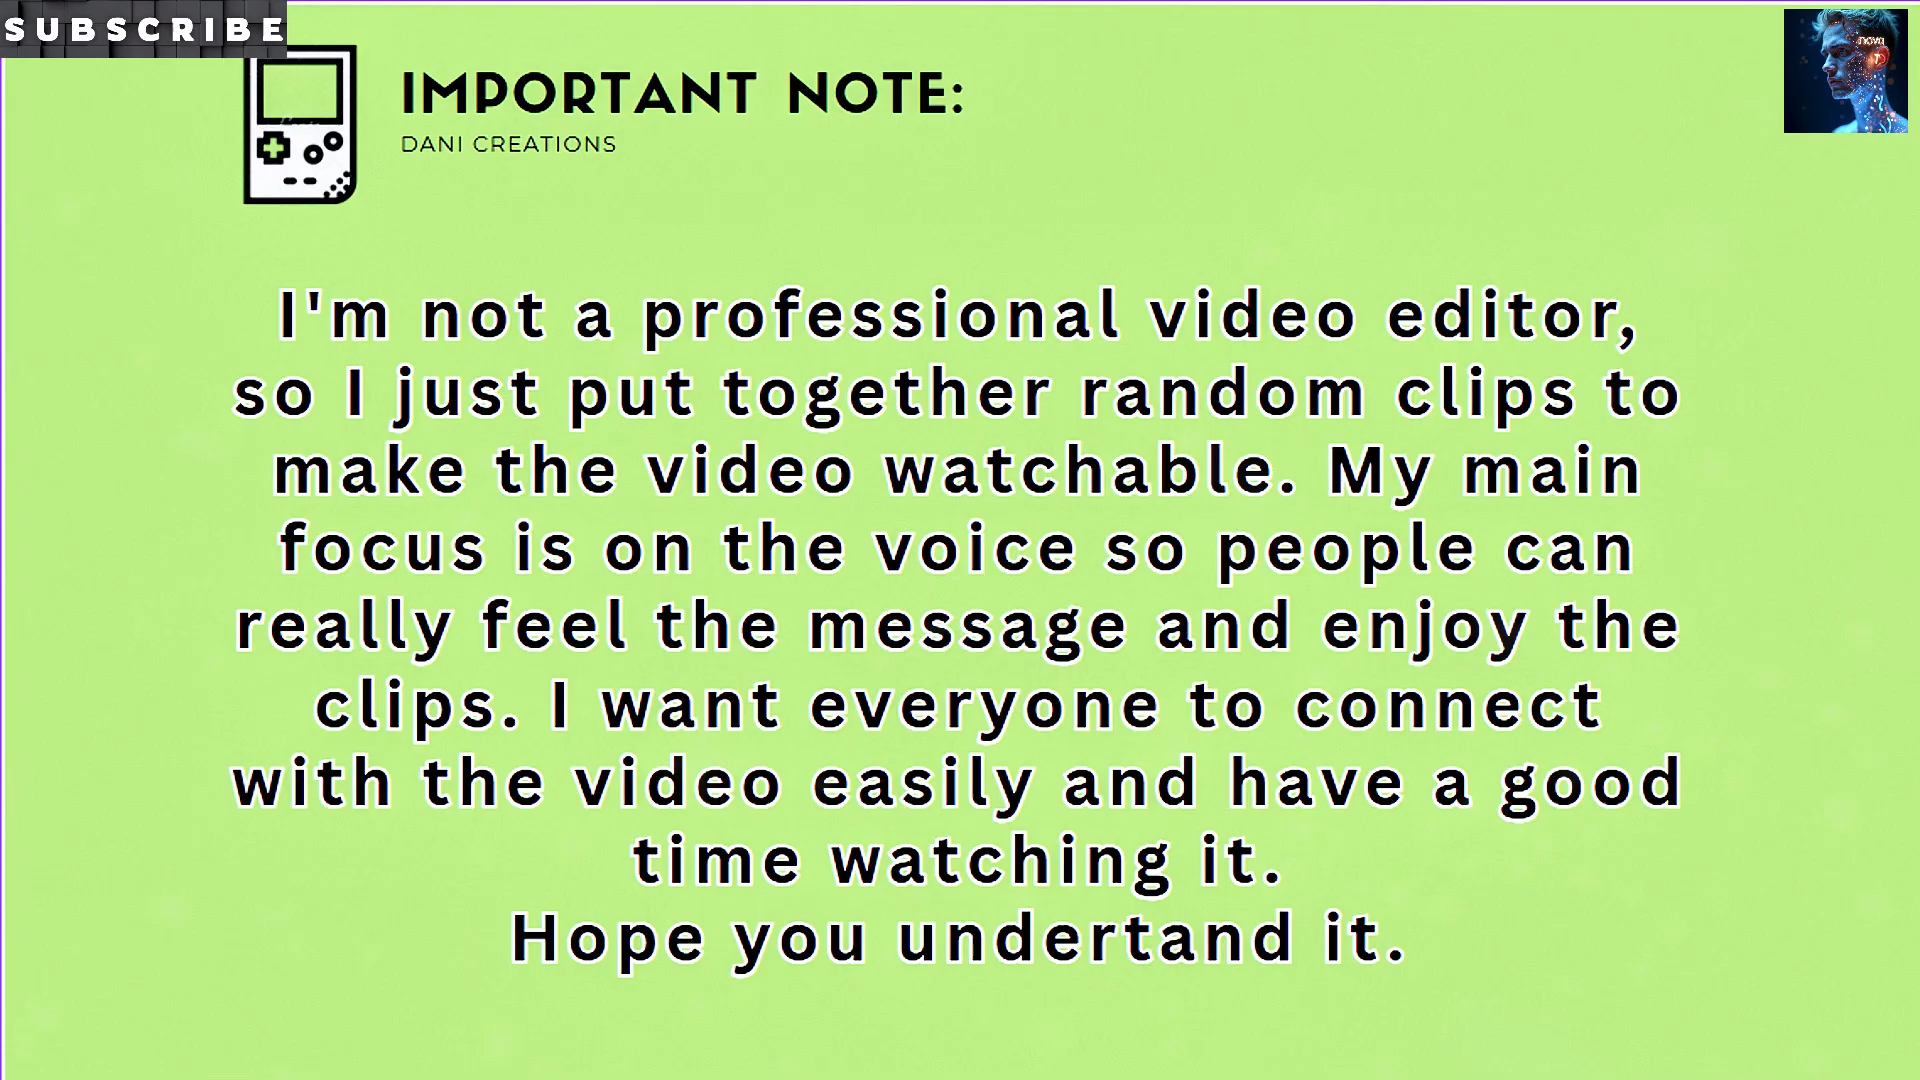 SUBSCRIBE
nova
IMPORTANT NOTE:
DANI CREATIONS
I'm not a professional video editor,
so I just put together random clips to
make the video watchable. My main
focus is on the voice so people can
really feel the message and enjoy the
clips. I want everyone to connect
with the video easily and have a good
time watching it.
Hope you undertand it.